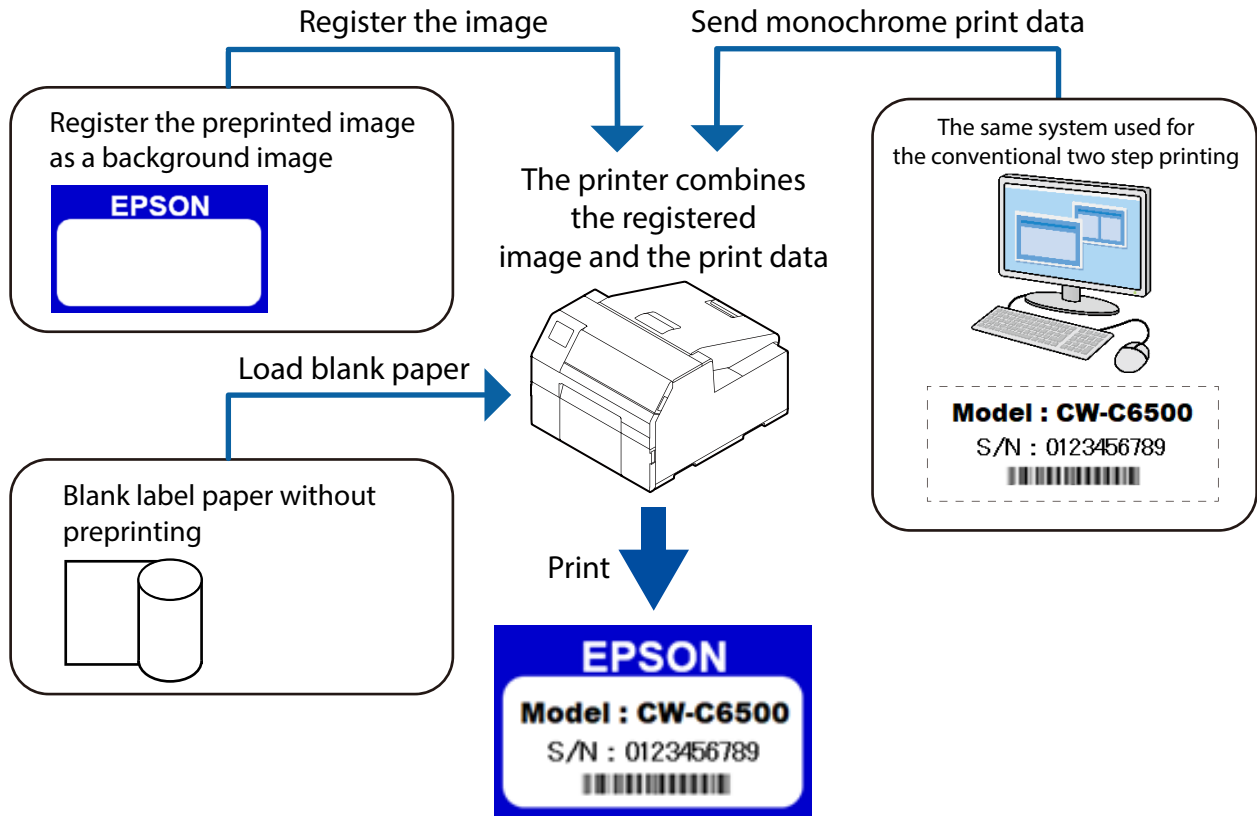 Register the image
Send monochrome print data
Register the preprinted image
as a background image
EPSON
The printer combines
the registered
image and the print data
The same system used for
the conventional two step printing
Model : CW-C6500
S/N : 0123456789
Load blank paper
Blank label paper without
preprinting
Print
EPSON
Model : CW-C6500
S/N : 0123456789